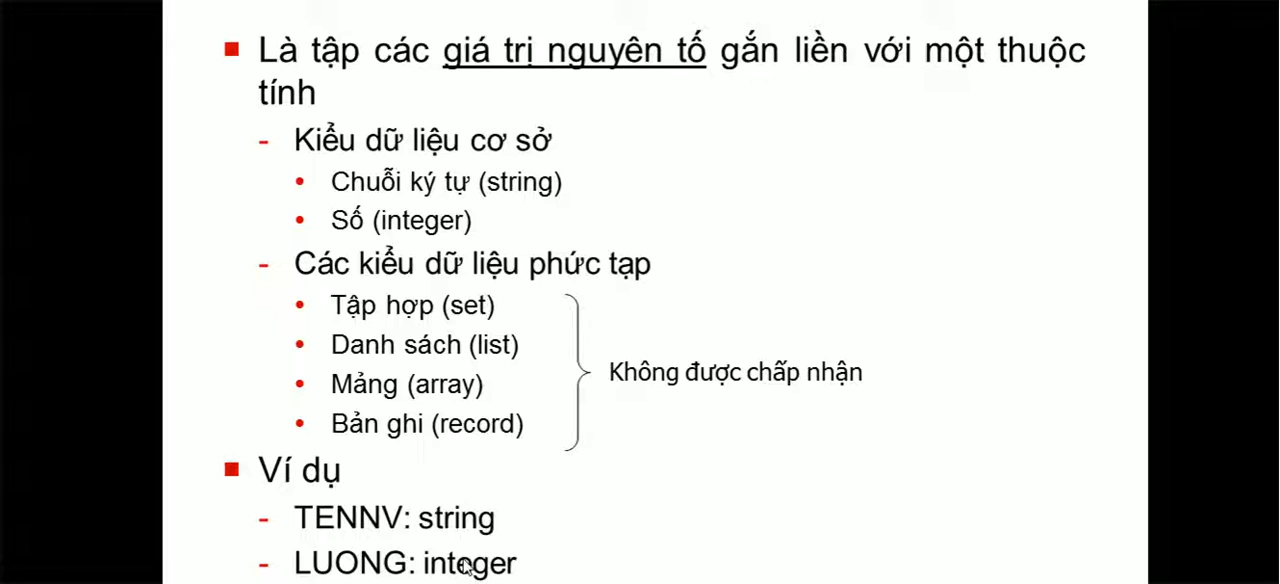 Là tập các giá trị nguyên tố gắn liền với một thuộc
tính
- Kiểu dữ liệu cơ sở
• Chuỗi ký tự (string)
• Số (integer)
- Các kiểu dữ liệu phức tạp
• Tập hợp (set)
• Danh sách (list)
• Mảng (array)
• Bản ghi (record)
Không được chấp nhận
Ví dụ
- TENNV: string
- LUONG: integer